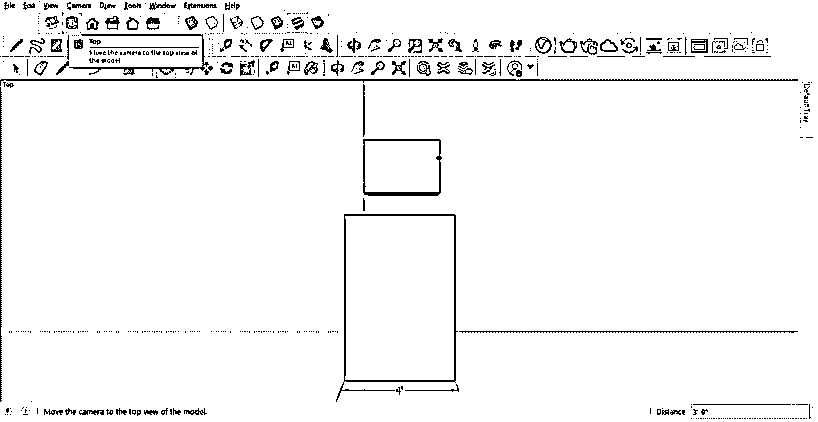 File Edit View Camera Draw Tools Window Extensions Help
Top
Move the camera to the top view of
the model
Top
Default Tray
4'
Move the camera to the top view of the model.
Distance 3' 0"